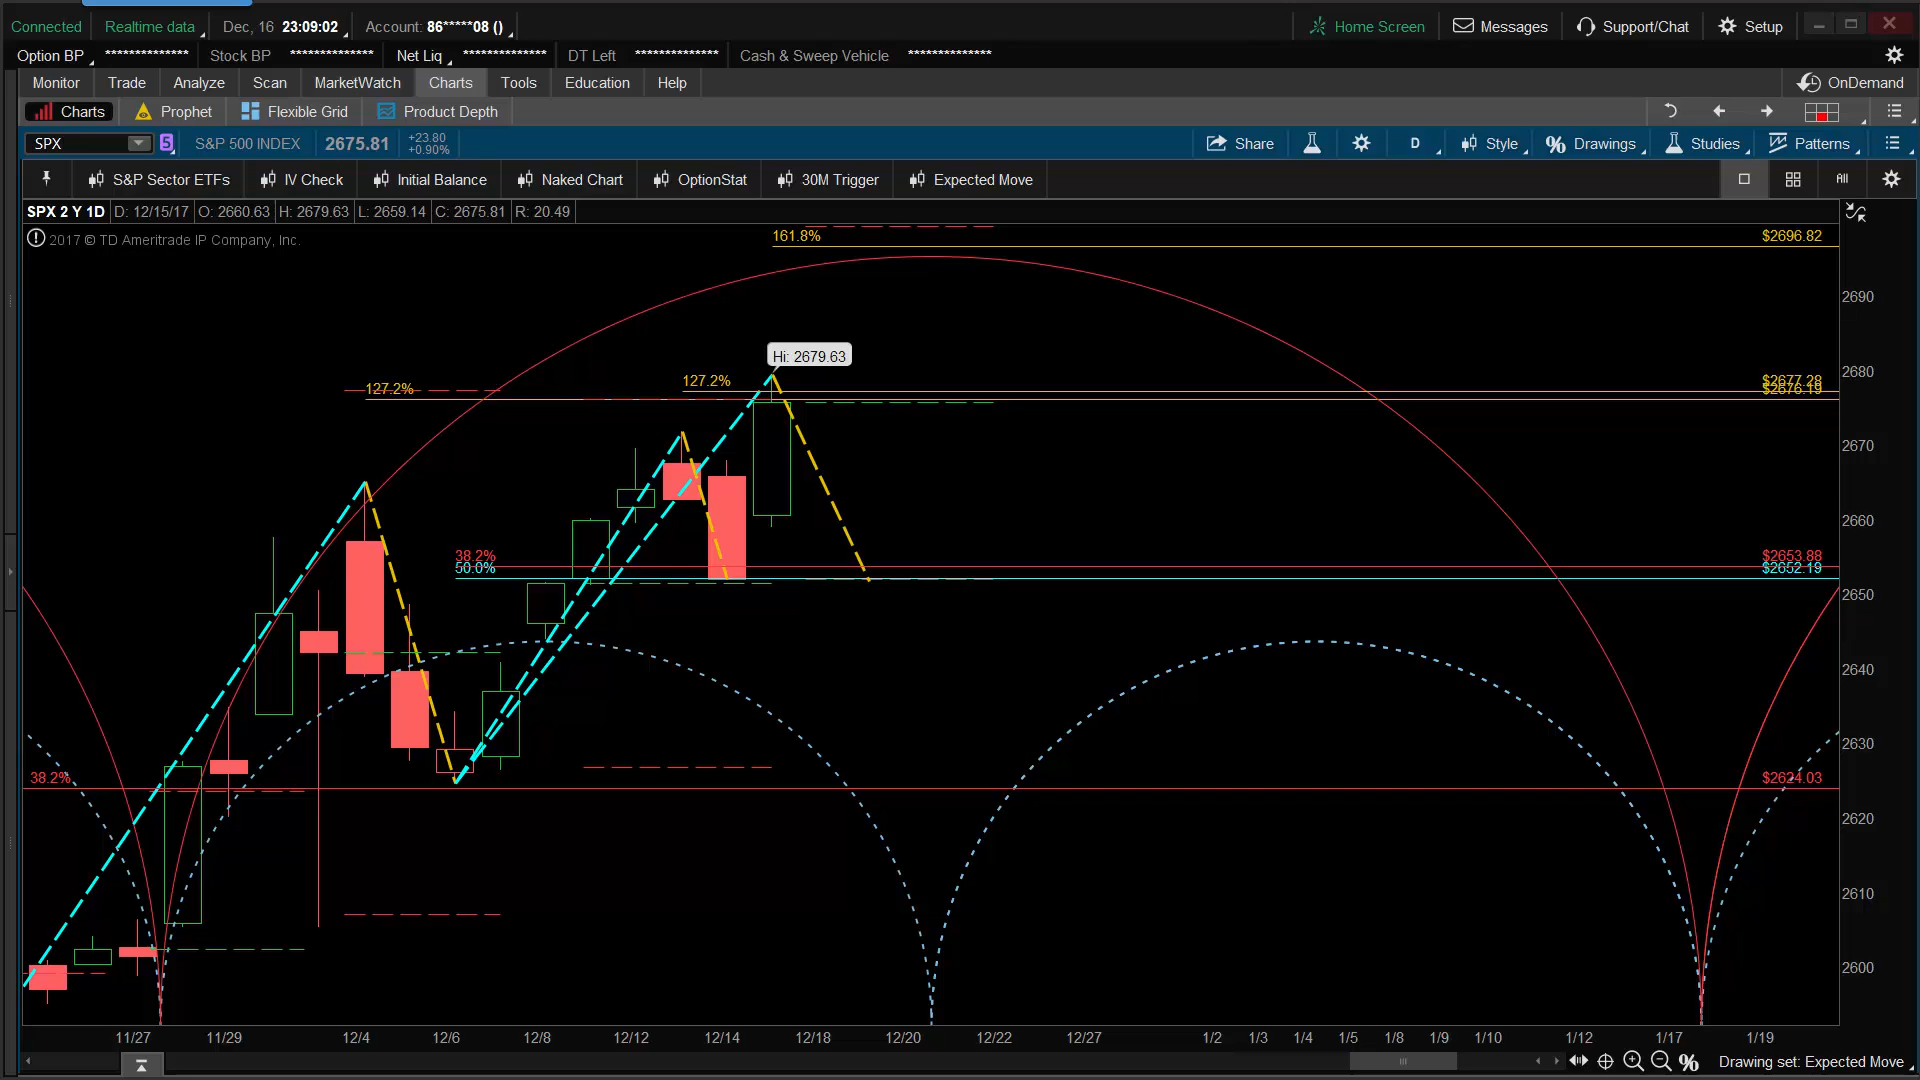 Connected Realtime data Dec, 16 23:09:02 Account: 86*****08 () Home Screen Messages Support/Chat Setup
Option BP ************** Stock BP ************** Net Liq ************** DT Left ************** Cash & Sweep Vehicle **************
Monitor Trade Analyze Scan MarketWatch Charts Tools Education Help OnDemand
Charts Prophet Flexible Grid Product Depth
SPX 5 S&P 500 INDEX 2675.81 +23.80 +0.90% Share D Style Drawings Studies Patterns
S&P Sector ETFs IV Check Initial Balance Naked Chart OptionStat 30M Trigger Expected Move All
SPX 2 Y 1D D: 12/15/17 O: 2660.63 H: 2679.63 L: 2659.14 C: 2675.81 R: 20.49
2017 © TD Ameritrade IP Company, Inc.
161.8% $2696.82
2690
Hi: 2679.63
2680
127.2% $2677.28
127.2% $2676.19
2670
2660
38.2% $2653.88
50.0% $2652.19
2650
2640
2630
38.2% $2624.03
2620
2610
2600
11/27 11/29 12/4 12/6 12/8 12/12 12/14 12/18 12/20 12/22 12/27 1/2 1/3 1/4 1/5 1/8 1/9 1/10 1/12 1/17 1/19
Drawing set: Expected Move